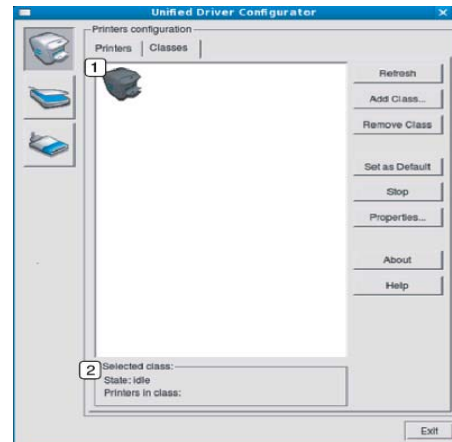 Unified Driver Configurator
Printers configuration
Printers
Classes
1
Refresh
Add Class...
Remove Class
Set as Default
Stop
Properties...
About
Help
2
Selected class:
State: idle
Printers in class:
Exit